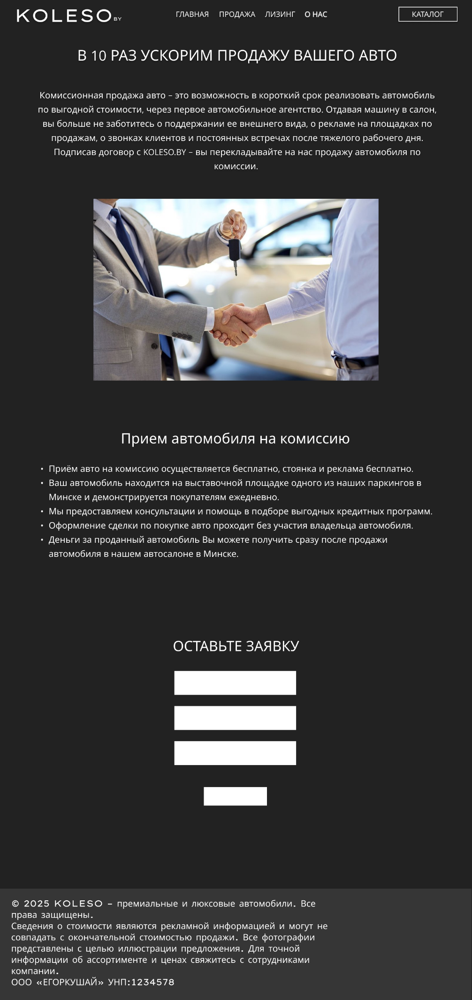 KOLESO BY
ГЛАВНАЯ ПРОДАЖА ЛИЗИНГ О НАС
КАТАЛОГ
В 10 РАЗ УСКОРИМ ПРОДАЖУ ВАШЕГО АВТО
Комиссионная продажа авто – это возможность в короткий срок реализовать автомобиль
по выгодной стоимости, через первое автомобильное агентство. Отдавая машину в салон,
вы больше не заботитесь о поддержании ее внешнего вида, о рекламе на площадках по
продажам, о звонках клиентов и постоянных встречах после тяжелого рабочего дня.
Подписав договор с KOLESO.BY – вы перекладывайте на нас продажу автомобиля по
комиссии.
Прием автомобиля на комиссию
• Приём авто на комиссию осуществляется бесплатно, стоянка и реклама бесплатно.
• Ваш автомобиль находится на выставочной площадке одного из наших паркингов в
Минске и демонстрируется покупателям ежедневно.
• Мы предоставляем консультации и помощь в подборе выгодных кредитных программ.
• Оформление сделки по покупке авто проходит без участия владельца автомобиля.
• Деньги за проданный автомобиль Вы можете получить сразу после продажи
автомобиля в нашем автосалоне в Минске.
ОСТАВЬТЕ ЗАЯВКУ
© 2025 KOLESO – премиальные и люксовые автомобили. Все
права защищены.
Сведения о стоимости являются рекламной информацией и могут не
совпадать с окончательной стоимостью продажи. Все фотографии
представлены с целью иллюстрации предложения. Для точной
информации об ассортименте и ценах свяжитесь с сотрудниками
компании.
ООО «ЕГОРКУШАЙ» УНП:1234578